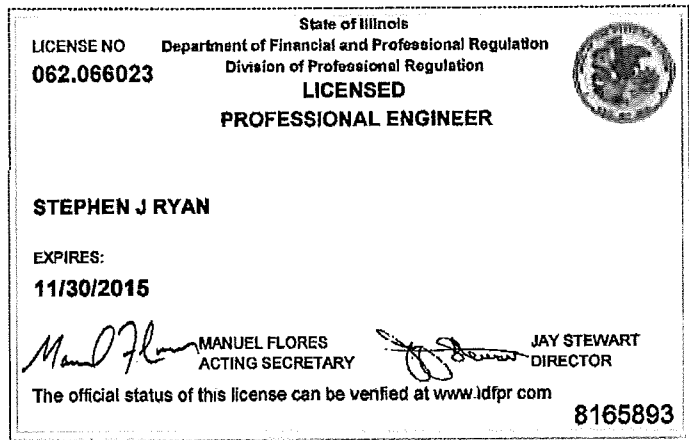 State of Illinois
LICENSE NO
Department of Financial and Professional Regulation
062.066023
Division of Professional Regulation
LICENSED
PROFESSIONAL ENGINEER
STEPHEN J RYAN
EXPIRES:
11/30/2015
MANUEL FLORES
ACTING SECRETARY
JAY STEWART
DIRECTOR
The official status of this license can be verified at www.idfpr com
8165893